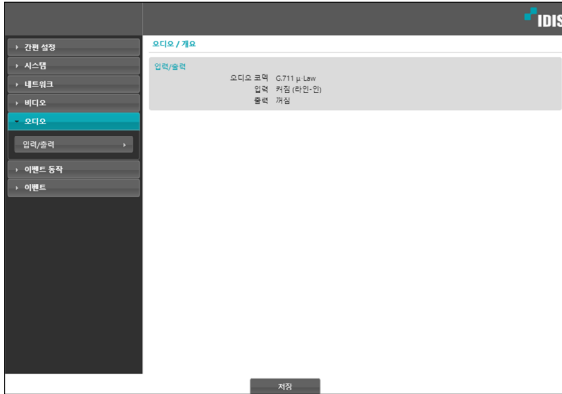 IDIS
간편 설정
시스템
네트워크
비디오
오디오
입력/출력
이벤트 동작
이벤트
오디오 / 개요
입력/출력
오디오 코덱 G.711 μ Law
입력 켜짐 (라인-인)
출력 꺼짐
저장